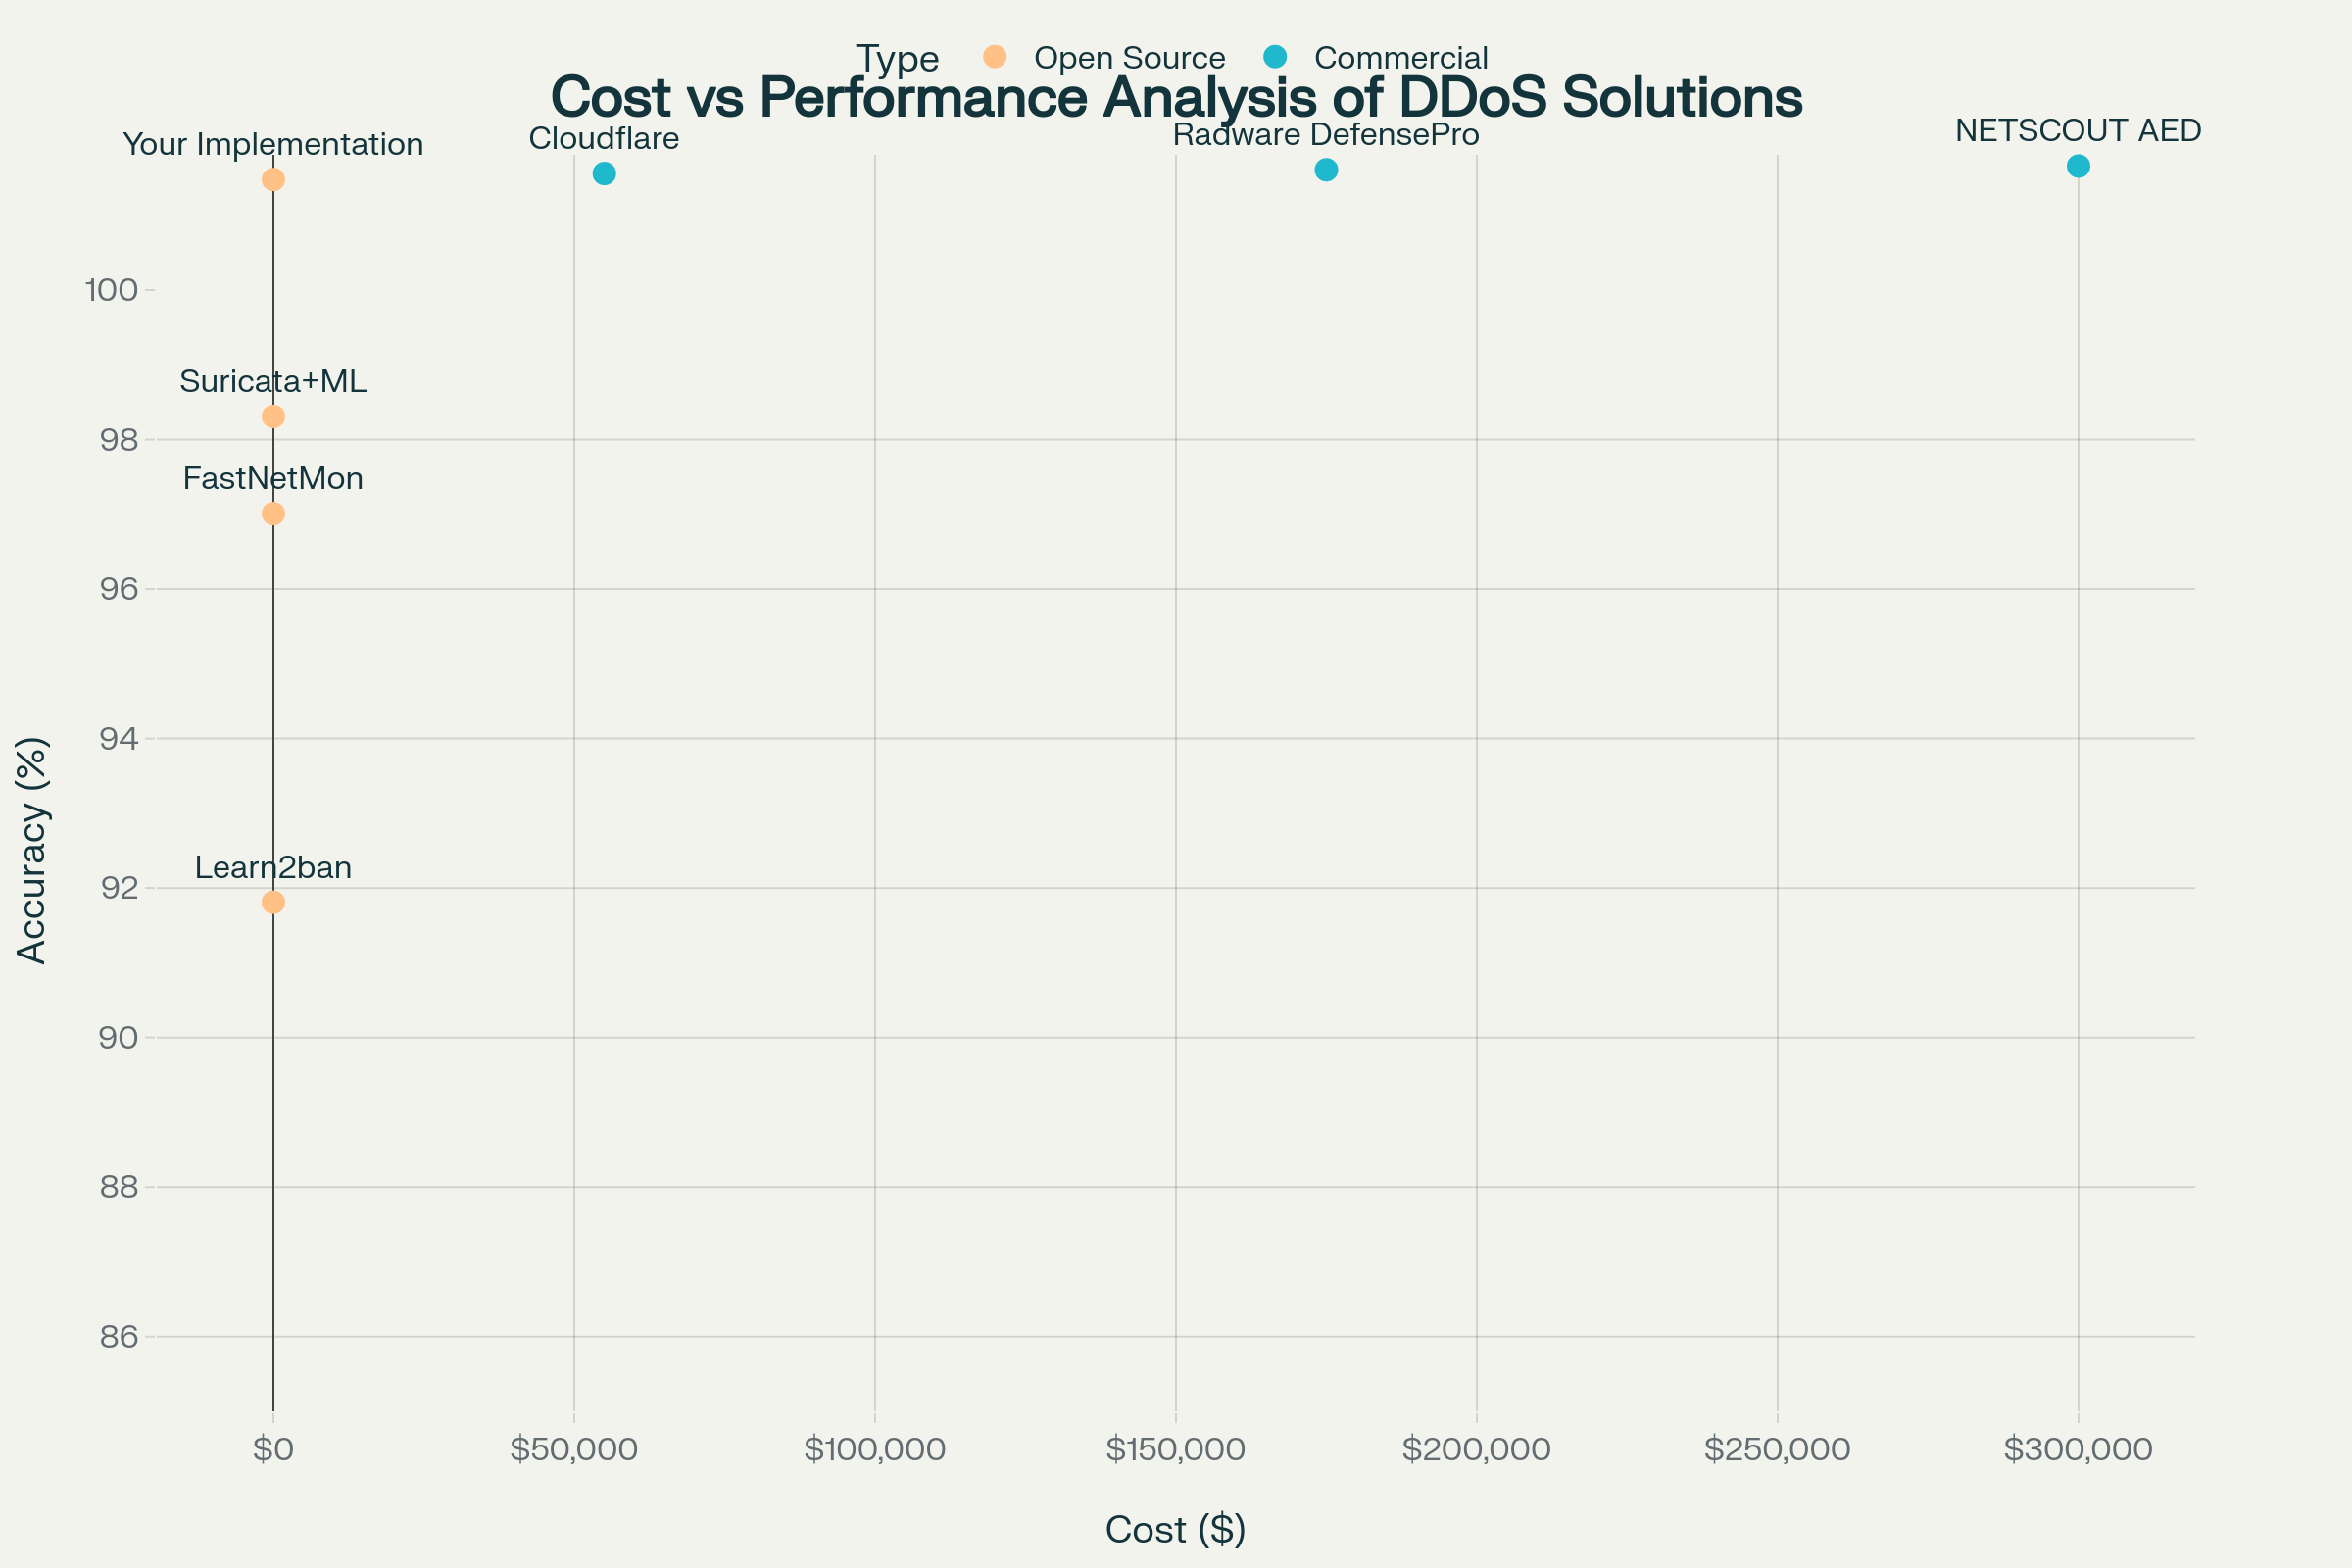 Type Open Source Commercial
Cost vs Performance Analysis of DDoS Solutions
Your Implementation
Cloudflare
Radware DefensePro
NETSCOUT AED
100
Suricata+ML
98
FastNetMon
96
94
Learn2ban
92
90
88
86
Accuracy (%)
$0 $50,000 $100,000 $150,000 $200,000 $250,000 $300,000
Cost ($)